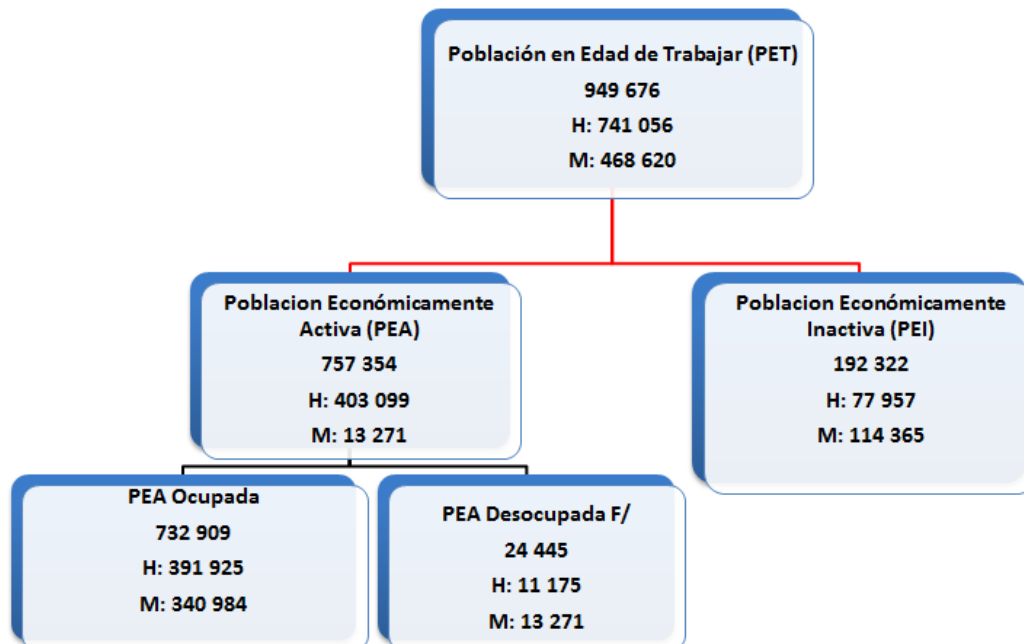 Población en Edad de Trabajar (PET)
949 676
H: 741 056
M: 468 620
Poblacion Económicamente
Activa (PEA)
757 354
H: 403 099
M: 13 271
Poblacion Económicamente
Inactiva (PEI)
192 322
H: 77 957
M: 114 365
PEA Ocupada
732 909
H: 391 925
M: 340 984
PEA Desocupada F/
24 445
H: 11 175
M: 13 271